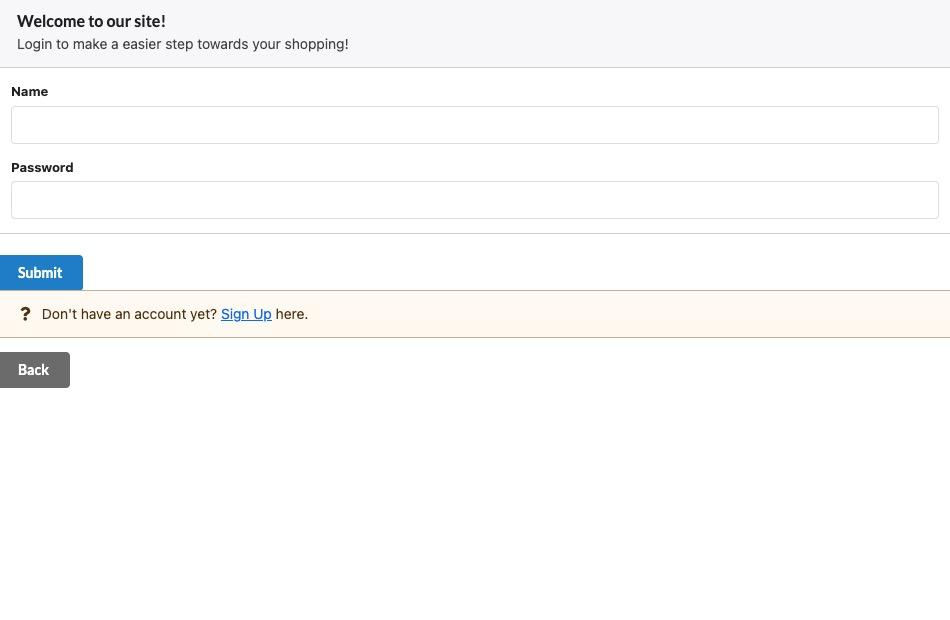 Welcome to our site!
Login to make a easier step towards your shopping!
Name
Password
Submit
? Don't have an account yet? Sign Up here.
Back